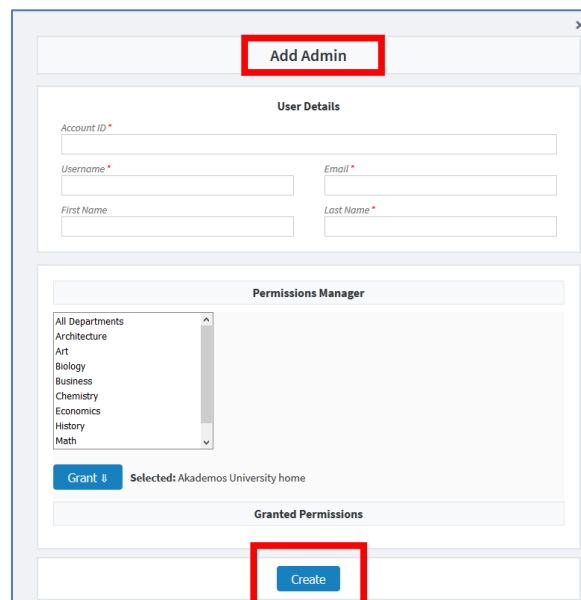 ×
Add Admin
User Details
Account ID *
Username * Email *
First Name Last Name *
Permissions Manager
All Departments
Architecture
Art
Biology
Business
Chemistry
Economics
History
Math
Grant ⇓ Selected: Akademos University home
Granted Permissions
Create